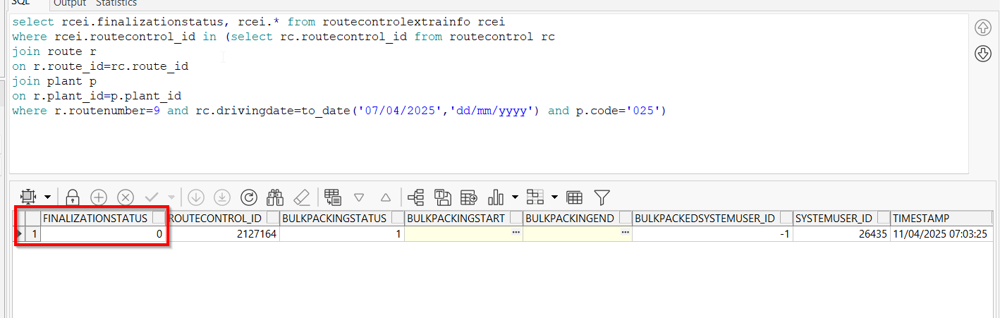 SQL Output Statistics
select rcei.finalizationstatus, rcei.* from routecontrolextrainfo rcei
where rcei.routecontrol_id in (select rc.routecontrol_id from routecontrol rc
join route r
on r.route_id=rc.route_id
join plant p
on r.plant_id=p.plant_id
where r.routenumber=9 and rc.drivingdate=to_date('07/04/2025','dd/mm/yyyy') and p.code='025')
FINALIZATIONSTATUS ROUTECONTROL_ID BULKPACKINGSTATUS BULKPACKINGSTART BULKPACKINGEND BULKPACKEDSYSTEMUSER_ID SYSTEMUSER_ID TIMESTAMP
1 0 2127164 1 ... ... -1 26435 11/04/2025 07:03:25